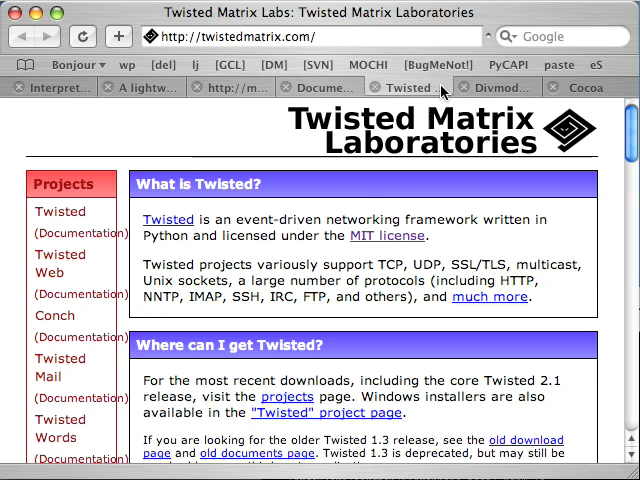 Twisted Matrix Labs: Twisted Matrix Laboratories
http://twistedmatrix.com/
Google
Bonjour wp [del] lj [GCL] [DM] [SVN] MOCHI [BugMeNot!] PyCAPI paste eS
Interpret... A lightw... http://m... Docume... Twisted ... Divmod... Cocoa
Twisted Matrix
Laboratories
Projects
Twisted
(Documentation)
Twisted
Web
(Documentation)
Conch
(Documentation)
Twisted
Mail
(Documentation)
Twisted
Words
(Documentation)
What is Twisted?
Twisted is an event-driven networking framework written in
Python and licensed under the MIT license.
Twisted projects variously support TCP, UDP, SSL/TLS, multicast,
Unix sockets, a large number of protocols (including HTTP,
NNTP, IMAP, SSH, IRC, FTP, and others), and much more.
Where can I get Twisted?
For the most recent downloads, including the core Twisted 2.1
release, visit the projects page. Windows installers are also
available in the "Twisted" project page.
If you are looking for the older Twisted 1.3 release, see the old download
page and old documents page. Twisted 1.3 is deprecated, but may still be